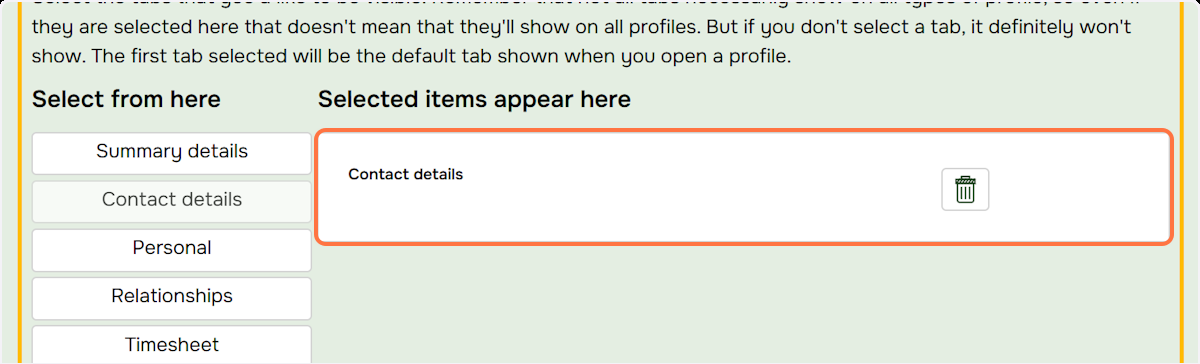 they are selected here that doesn't mean that they'll show on all profiles. But if you don't select a tab, it definitely won't
show. The first tab selected will be the default tab shown when you open a profile.
Select from here
Selected items appear here
Summary details
Contact details
Contact details
Personal
Relationships
Timesheet